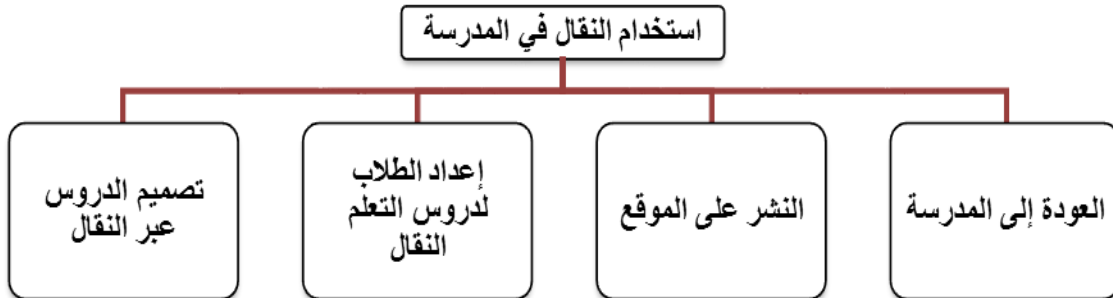 استخدام النقال في المدرسة
العودة إلى المدرسة
النشر على الموقع
إعداد الطلاب
لدروس التعلم
النقال
تصميم الدروس
عبر النقال